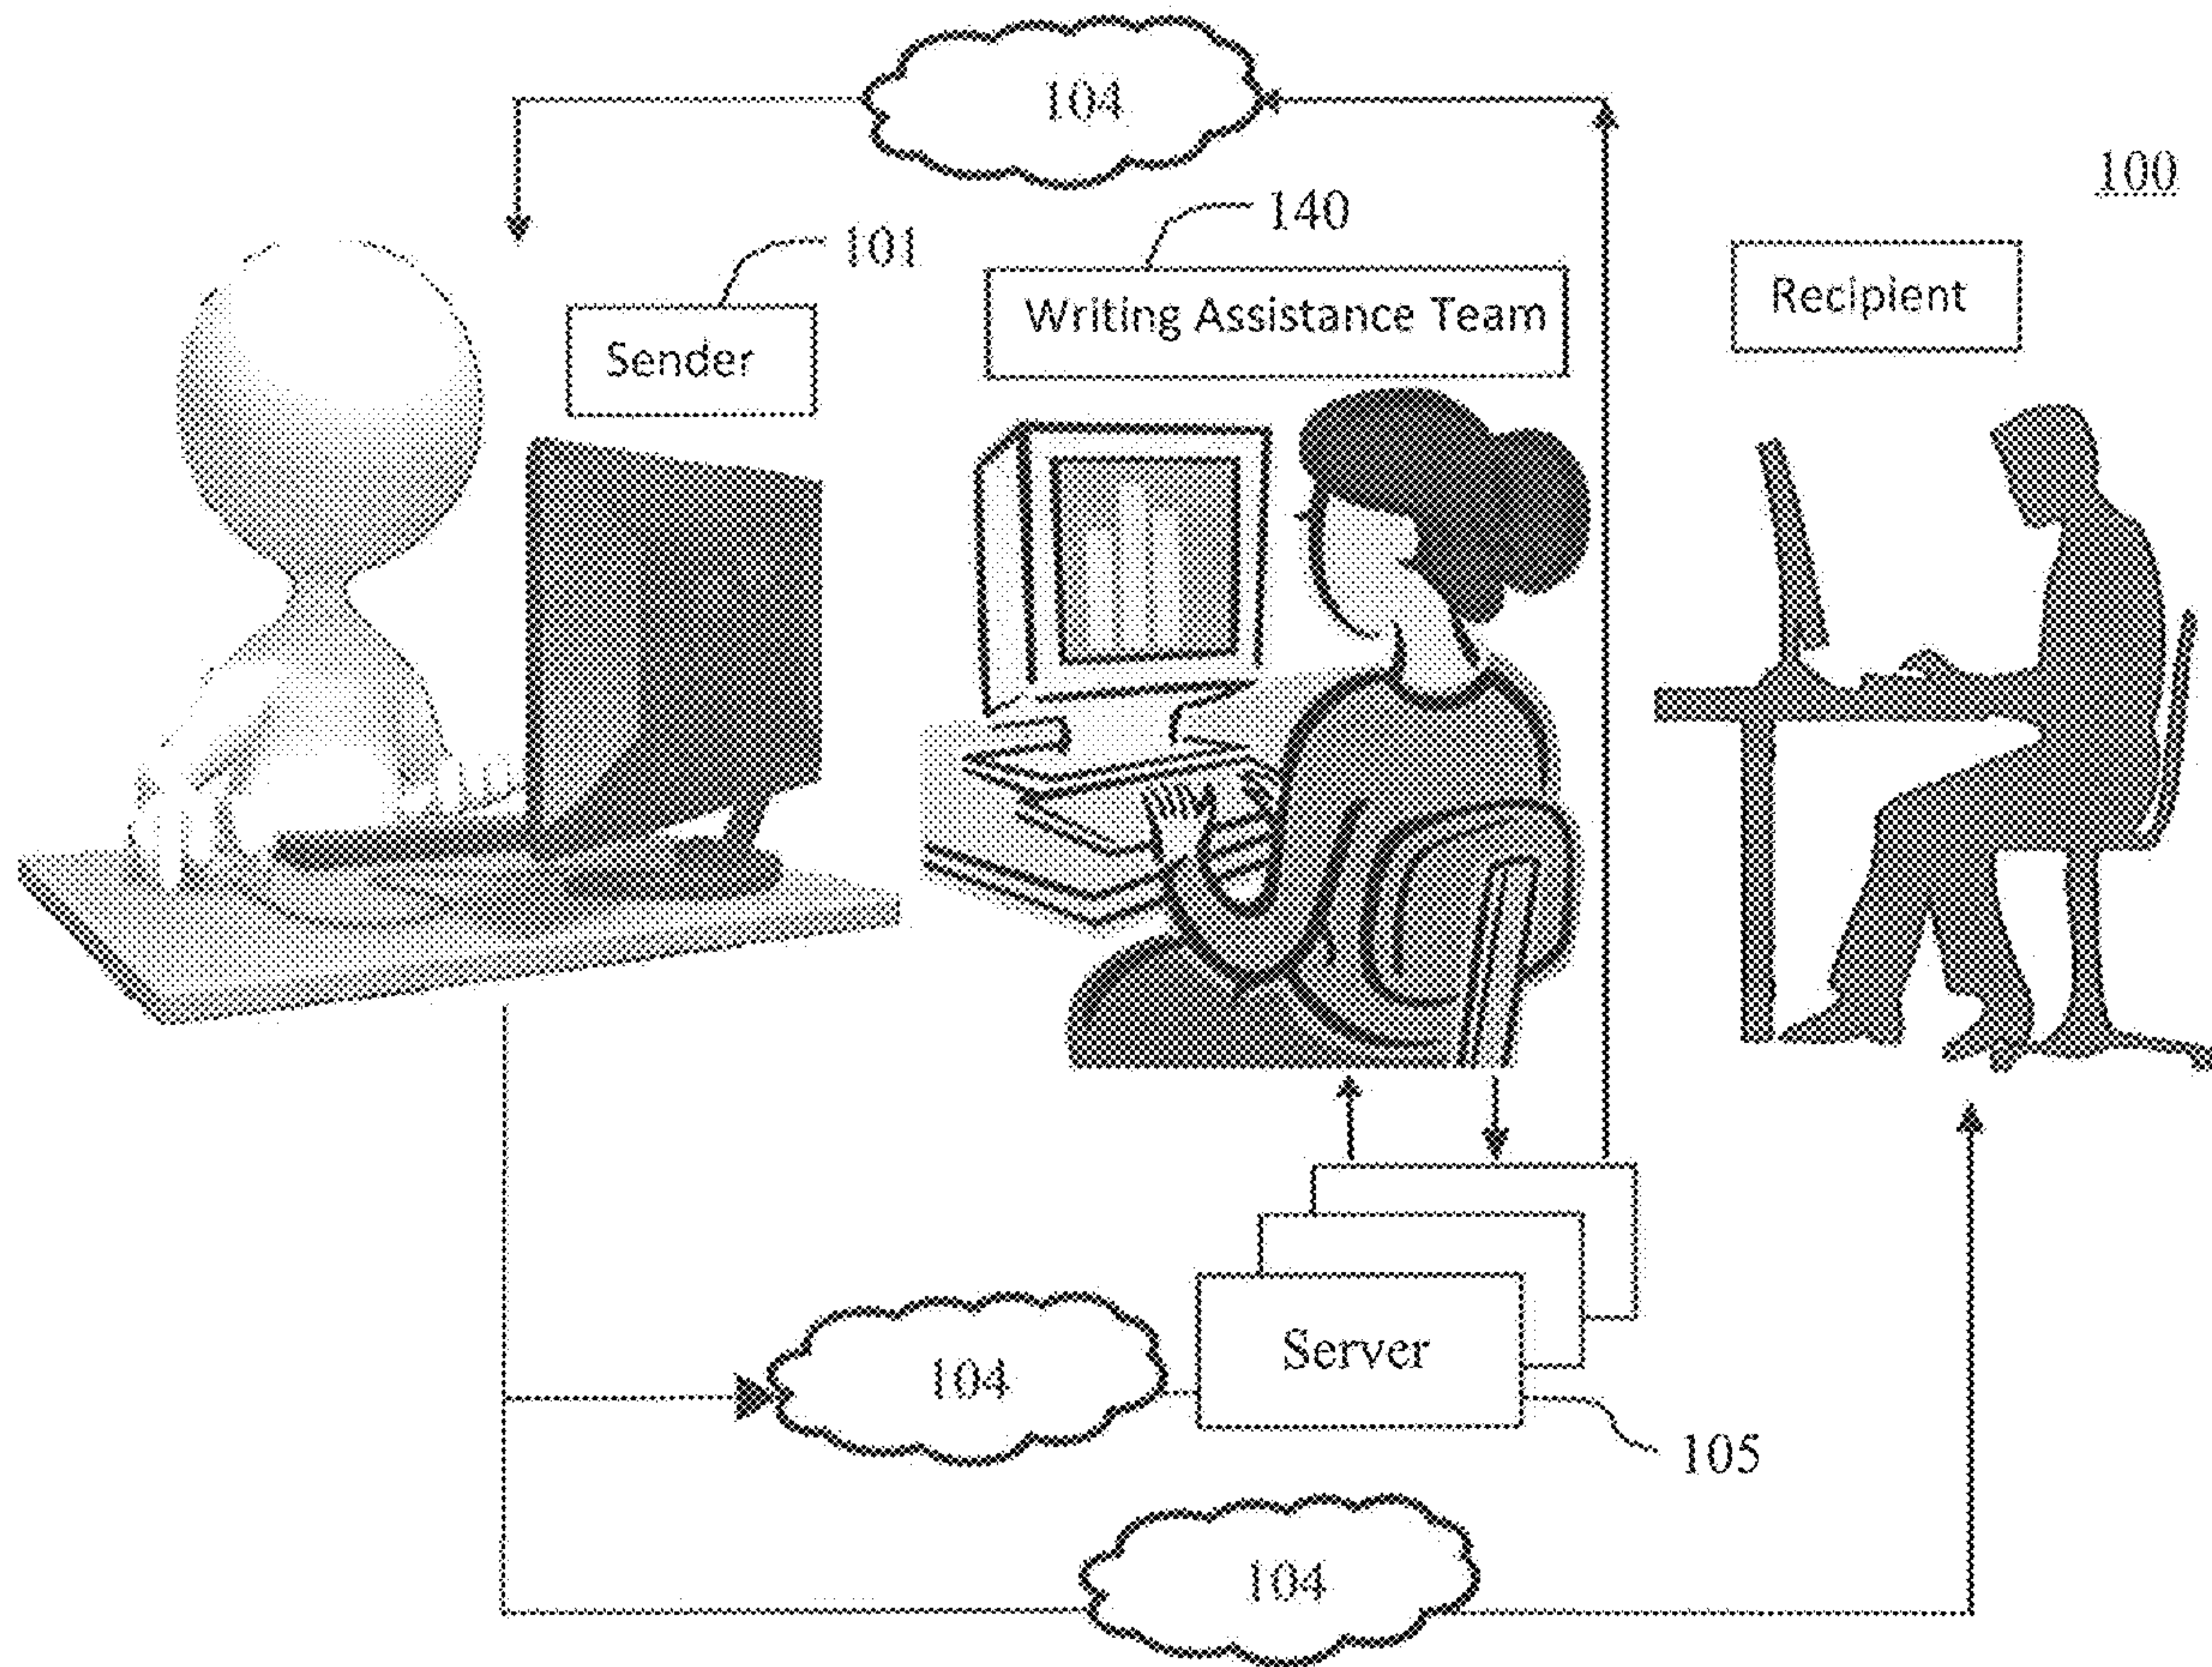 104
100
140
101
Writing Assistance Team
Recipient
Sender
Server
104
105
104